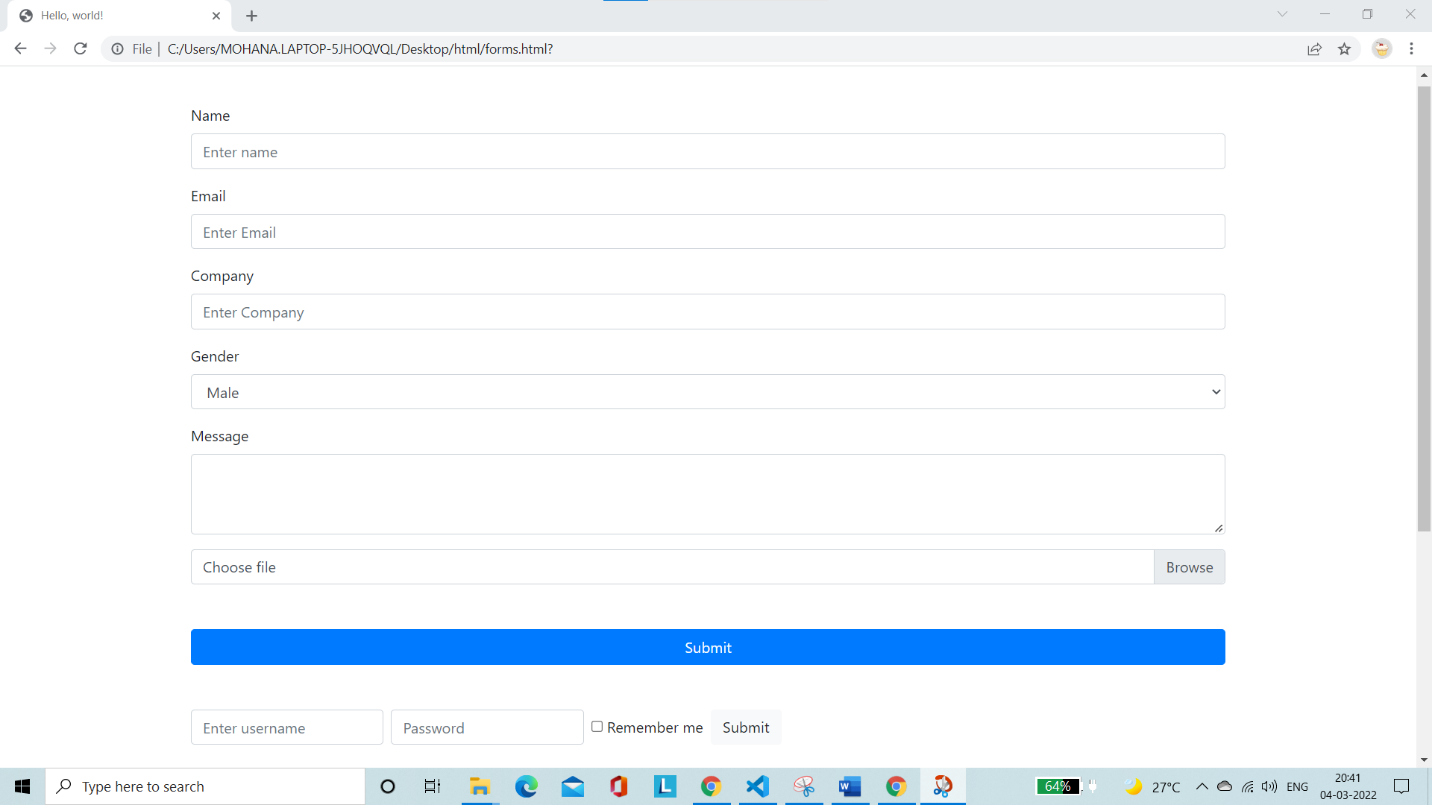 Hello, world!
File | C:/Users/MOHANA.LAPTOP-5JHOQVQL/Desktop/html/forms.html?
Name
Enter name
Email
Enter Email
Company
Enter Company
Gender
Male
Message
Choose file Browse
Submit
Enter username Password Remember me Submit
Type here to search L W 64% 27°C ENG 20:41
04-03-2022